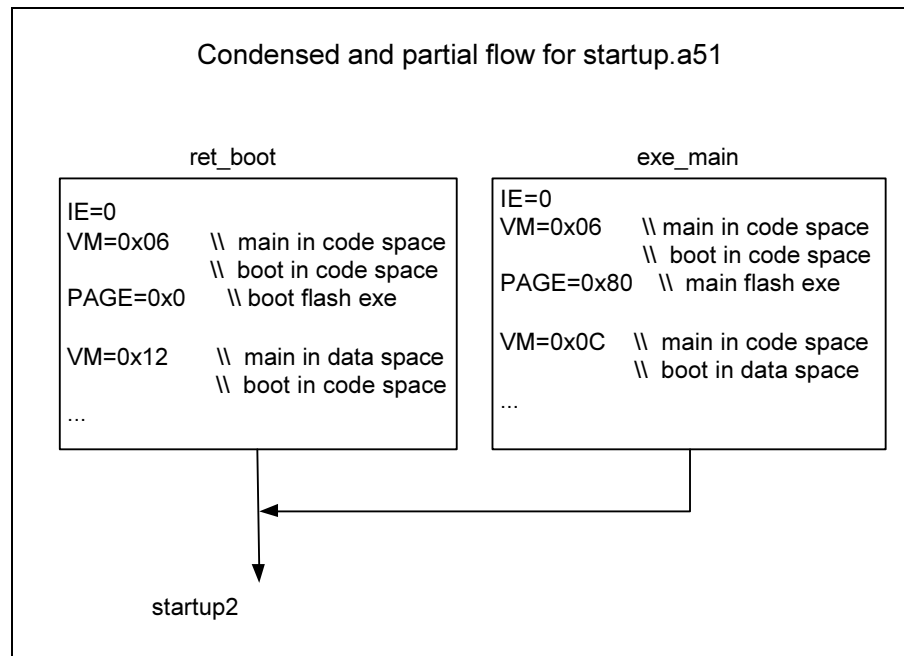 Condensed and partial flow for startup.a51
ret_boot
IE=0
VM=0x06 \\ main in code space
\\ boot in code space
PAGE=0x0 \\ boot flash exe
VM=0x12 \\ main in data space
\\ boot in code space
...
exe_main
IE=0
VM=0x06 \\ main in code space
\\ boot in code space
PAGE=0x80 \\ main flash exe
VM=0x0C \\ main in code space
\\ boot in data space
...
startup2